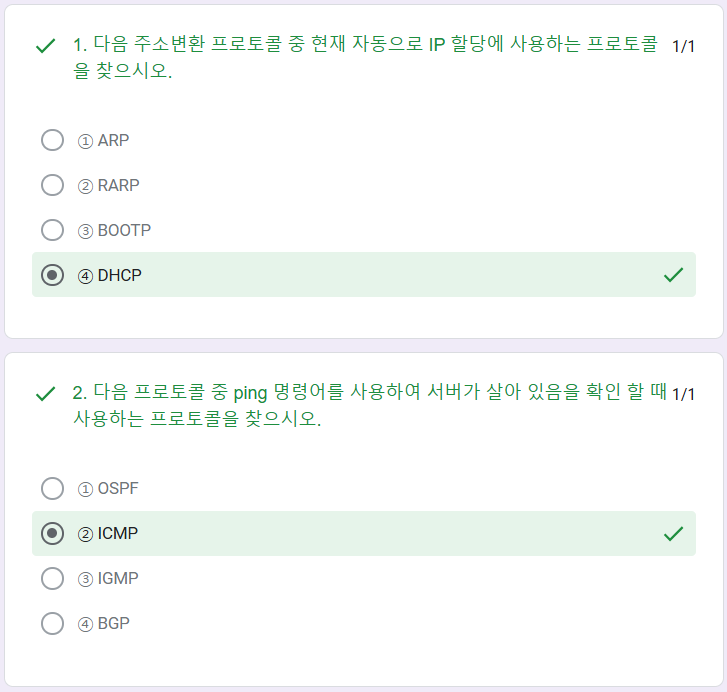 1. 다음 주소변환 프로토콜 중 현재 자동으로 IP 할당에 사용하는 프로토콜 1/1
을 찾으시오.
① ARP
② RARP
③ BOOTP
④ DHCP
2. 다음 프로토콜 중 ping 명령어를 사용하여 서버가 살아 있음을 확인 할 때 1/1
사용하는 프로토콜을 찾으시오.
① OSPF
② ICMP
③ IGMP
④ BGP